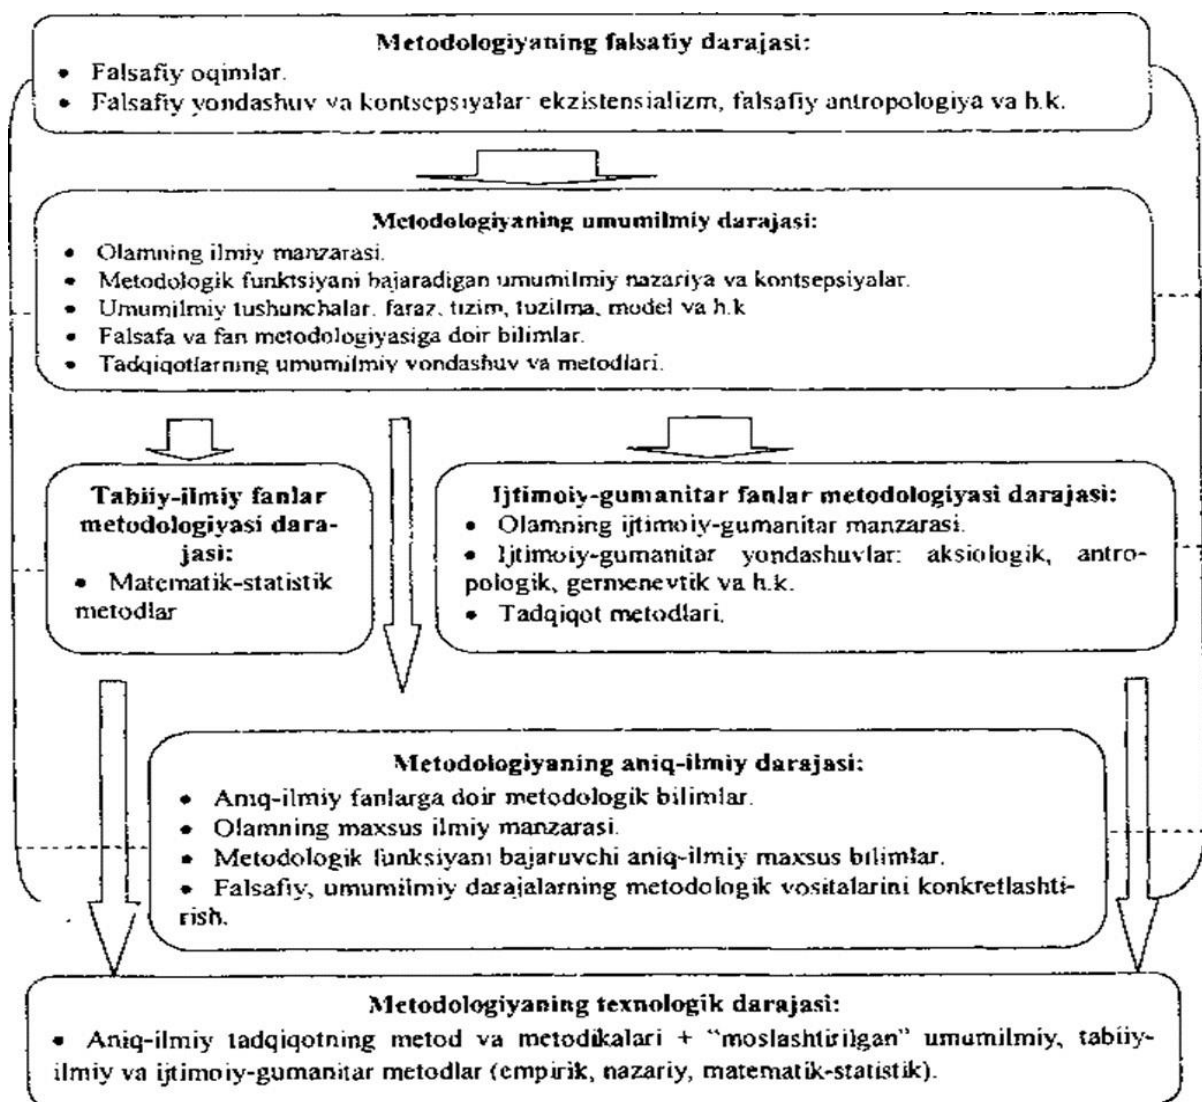 Metodologiyaning falsafiy darajasi:
• Falsafiy oqimlar.
• Falsafiy yondashuv va kontsepsiyalar: ekzistensializm, falsafiy antropologiya va h.k.
Metodologiyaning umumilmiy darajasi:
• Olamning ilmiy manzarasi.
• Metodologik funktsiyani bajaradigan umumilmiy nazariya va kontsepsiyalar.
• Umumilmiy tushunchalar. faraz, tizim, tuzilma, model va h.k
• Falsafa va fan metodologiyasiga doir bilimlar.
• Tadqiqotlarning umumilmiy yondashuv va metodlari.
Tabiiy-ilmiy fanlar
metodologiyasi dara-
jasi:
• Matematik-statistik
metodlar
Ijtimoiy-gumanitar fanlar metodologiyasi darajasi:
• Olamning ijtimoiy-gumanitar manzarasi.
• Ijtimoiy-gumanitar yondashuvlar: aksiologik, antro-
pologik, germenevtik va h.k.
• Tadqiqot metodlari.
Metodologiyaning aniq-ilmiy darajasi:
• Aniq-ilmiy fanlarga doir metodologik bilimlar.
• Olamning maxsus ilmiy manzarasi.
• Metodologik funksiyani bajaruvchi aniq-ilmiy maxsus bilimlar.
• Falsafiy, umumilmiy darajalarning metodologik vositalarini konkretlashti-
rish.
Metodologiyaning texnologik darajasi:
• Aniq-ilmiy tadqiqotning metod va metodikalari + "moslashtirilgan" umumilmiy, tabiiy-
ilmiy va ijtimoiy-gumanitar metodlar (empirik, nazariy, matematik-statistik).